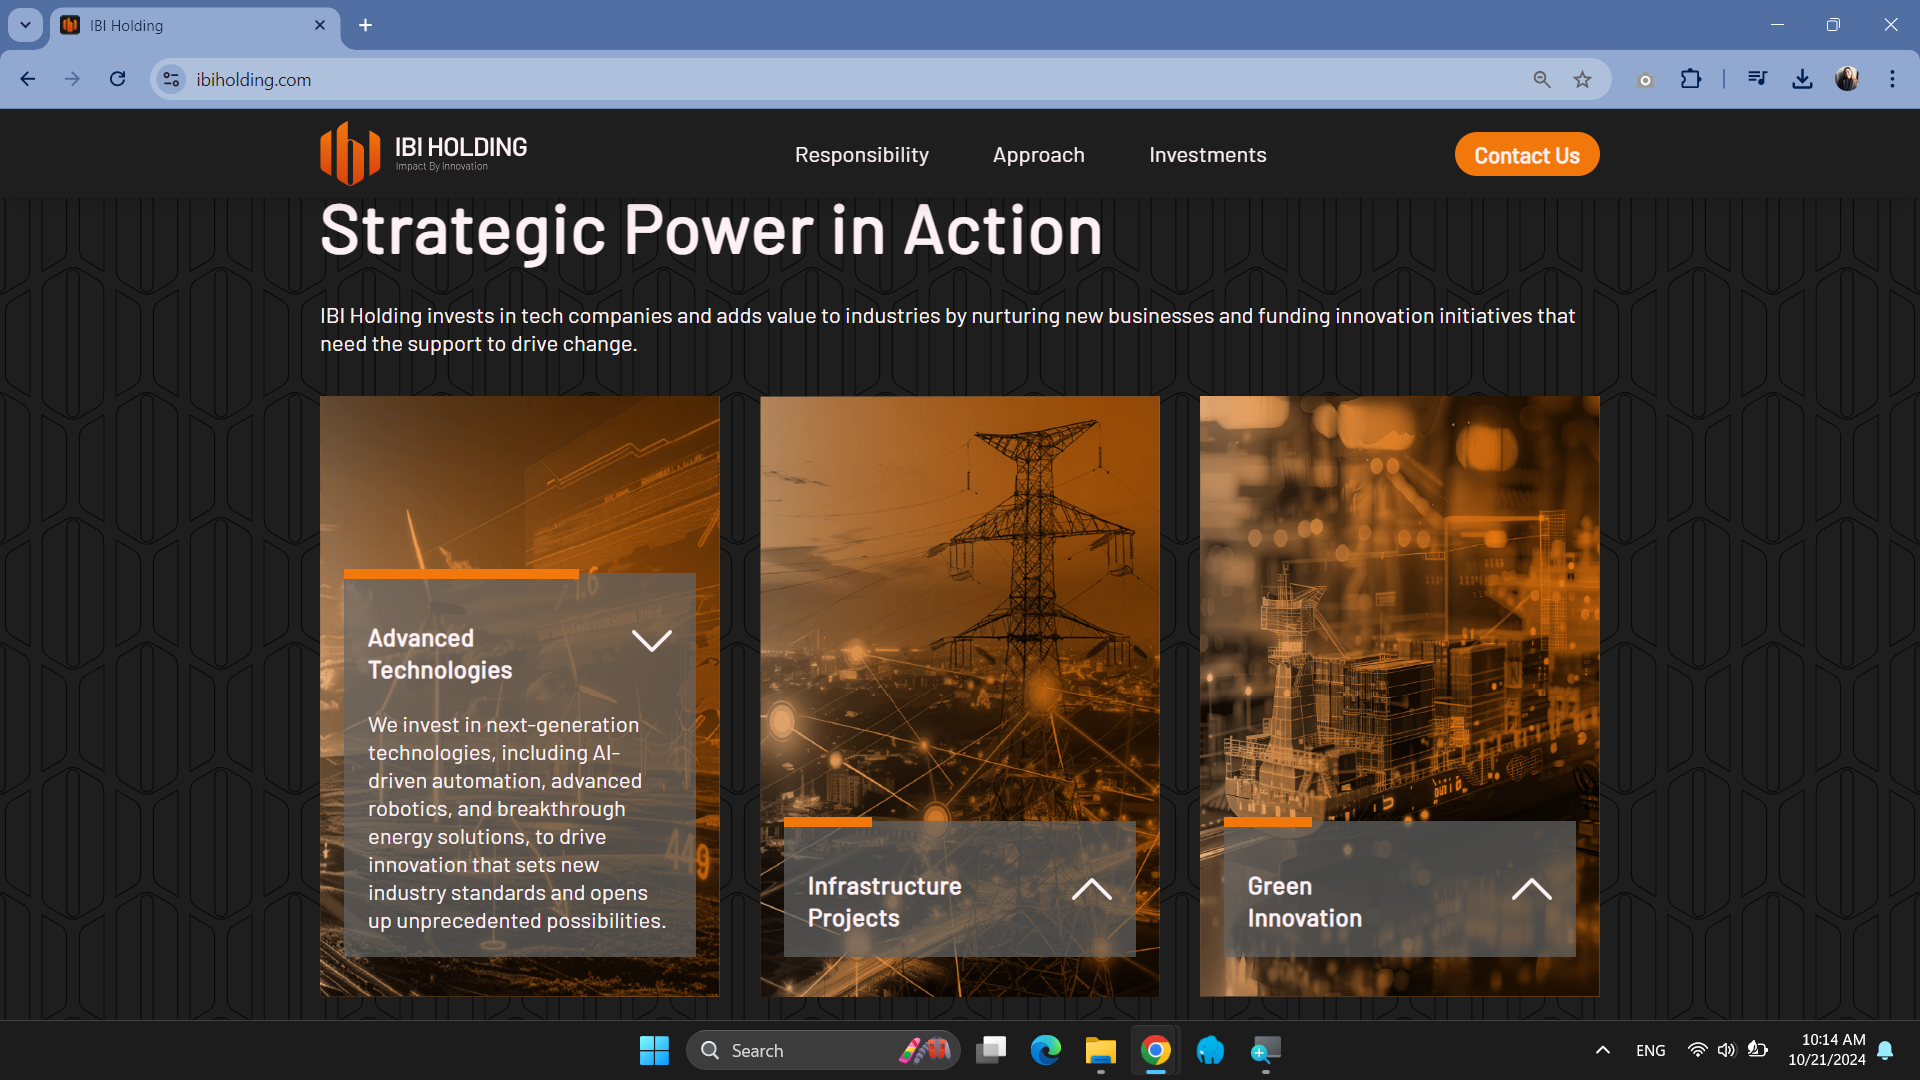 IBI Holding
ibiholding.com
IBI HOLDING
Impact By Innovation
Responsibility
Approach
Investments
Contact Us
Strategic Power in Action
IBI Holding invests in tech companies and adds value to industries by nurturing new businesses and funding innovation initiatives that
need the support to drive change.
Advanced
Technologies
We invest in next-generation
technologies, including AI-
driven automation, advanced
robotics, and breakthrough
energy solutions, to drive
innovation that sets new
industry standards and opens
up unprecedented possibilities.
Infrastructure
Projects
Green
Innovation
Search
ENG
10:14 AM
10/21/2024